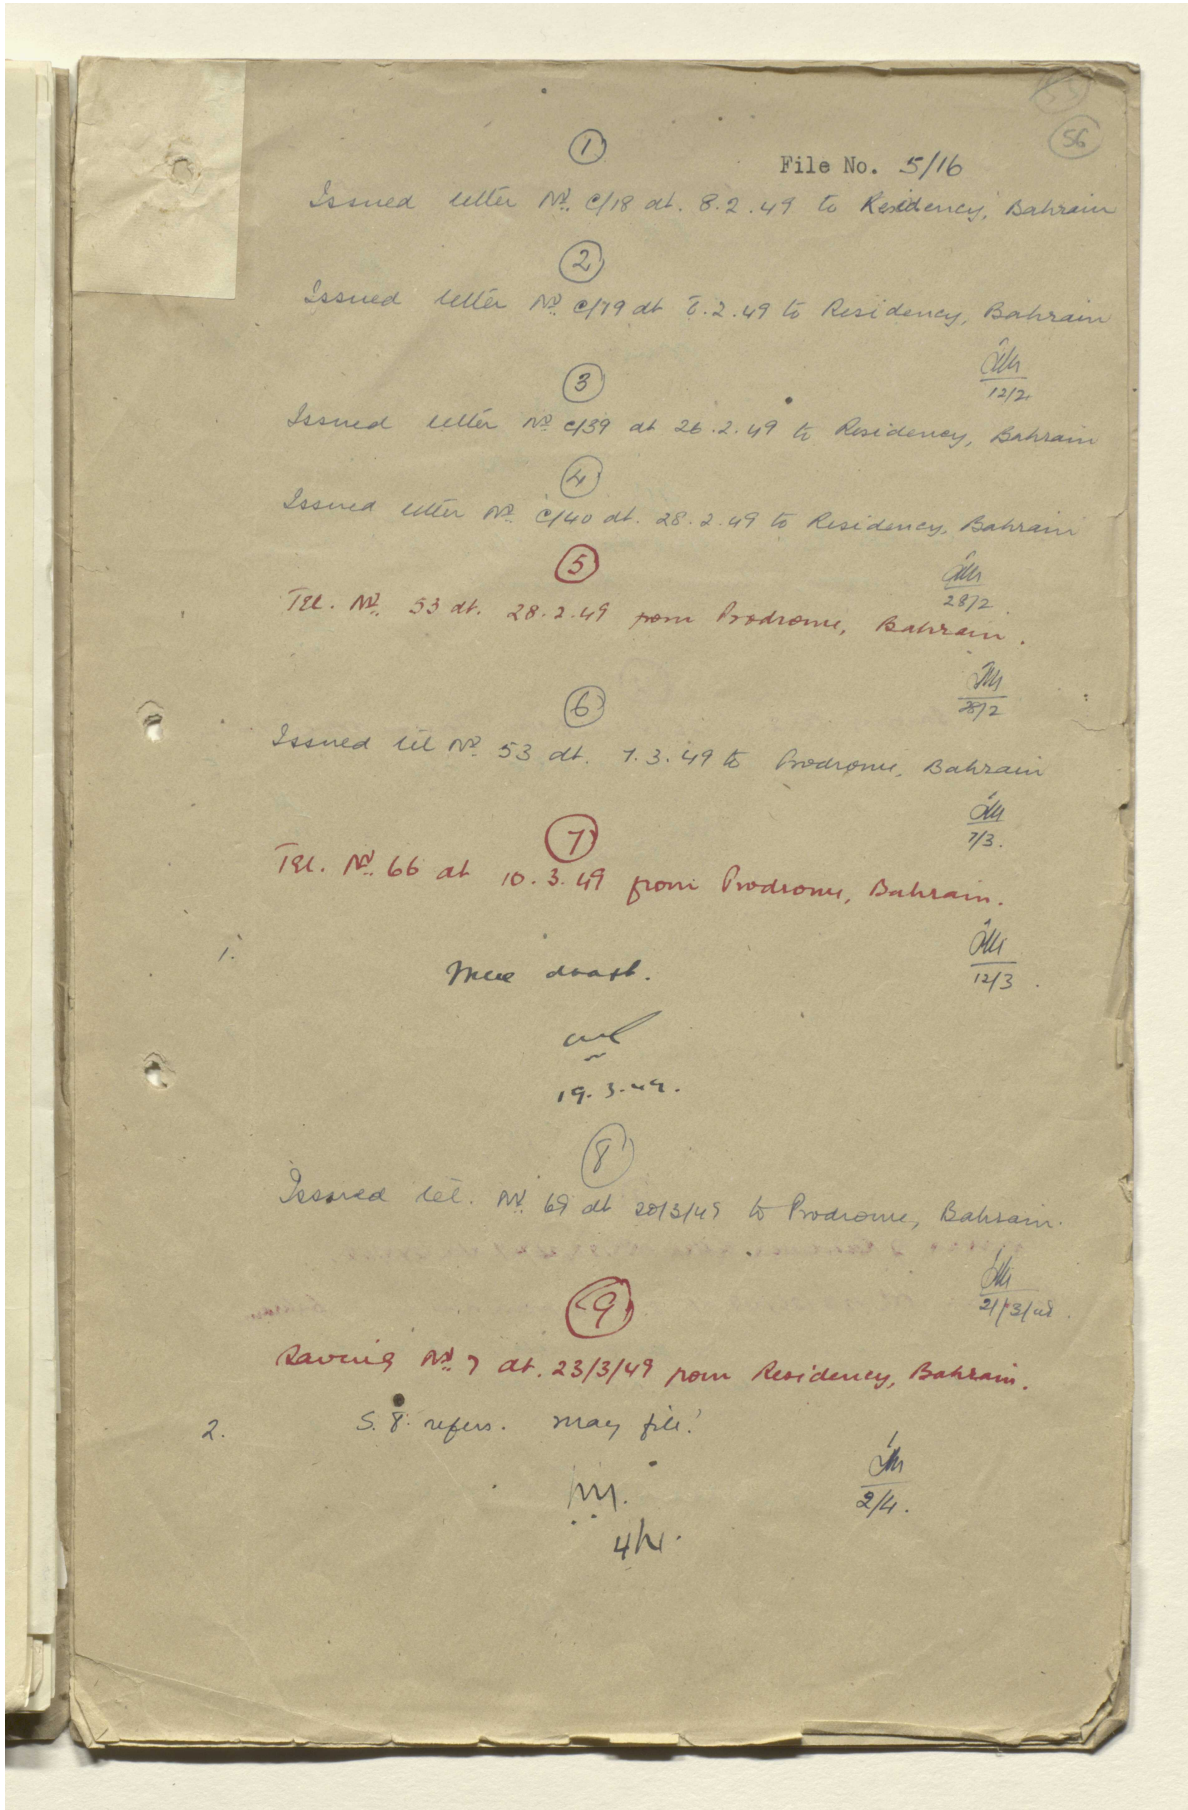 56
1
File No. 5/16
Issued letter No. C/18 dt. 8.2.49 to Residency, Bahrain
2
Issued letter No. C/79 dt 8.2.49 to Residency, Bahrain
12/2
3
Issued letter No. C/39 dt 26.2.49 to Residency, Bahrain
4
Issued letter No. C/40 dt. 28.2.49 to Residency, Bahrain
28/2
5
Tel. No. 53 dt. 28.2.49 from Prodrome, Bahrain.
28/2
6
Issued tel No. 53 dt. 7.3.49 to Prodrome, Bahrain
7/3.
7
Tel. No. 66 dt 10.3.49 from Prodrome, Bahrain.
12/3.
1.
draft.
19.3.49.
8
Issued tel. No. 69 dt 20/3/49 to Prodrome, Bahrain.
21/3/49.
9
Saving No. 7 dt. 23/3/49 from Residency, Bahrain.
2.
S. 8. refers. May file?
2/4.
4/4.